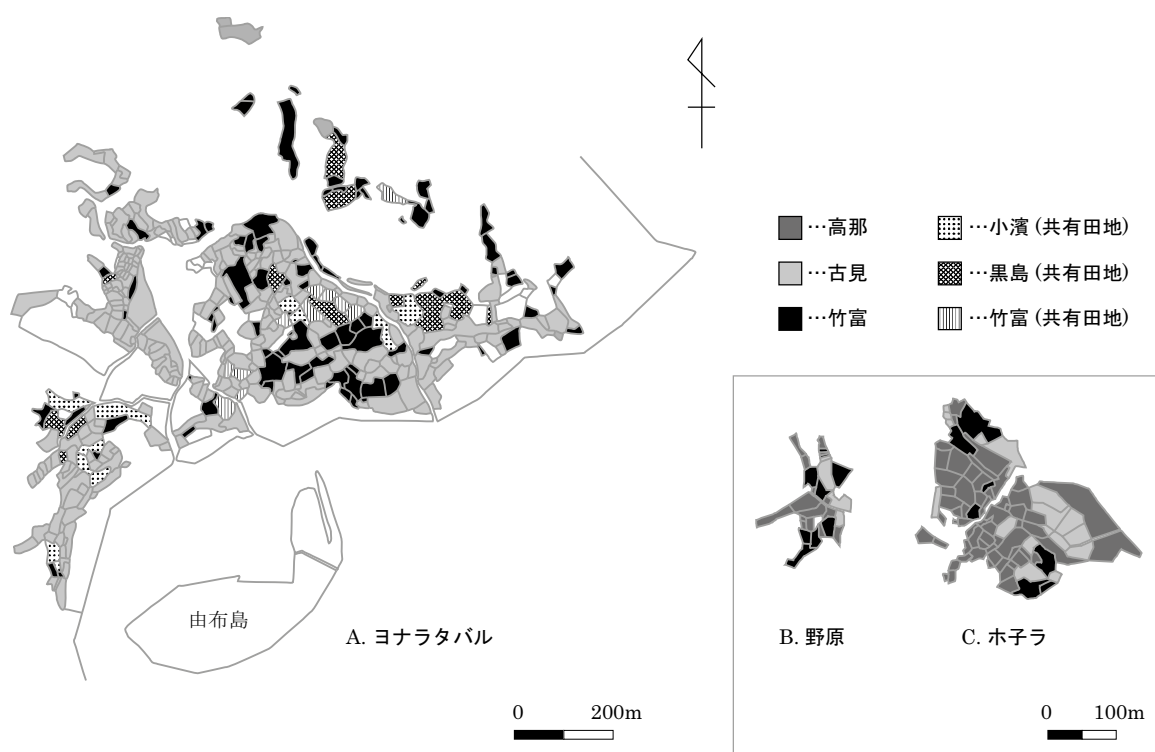 …高那
…小濱 (共有田地)
…古見
…黒島 (共有田地)
…竹富
…竹富 (共有田地)
由布島
A. ヨナラタバル
B. 野原
C. ホ子ラ
0 200m
0 100m